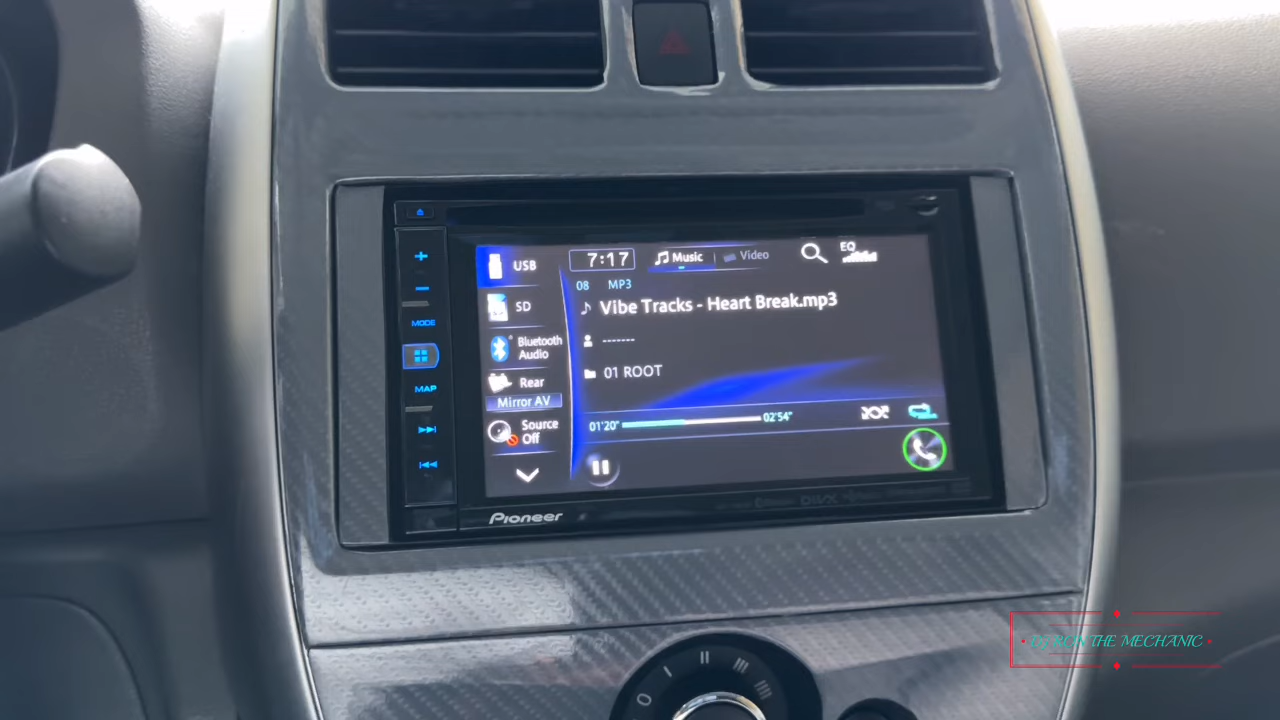 USB
7:17
Music
Video
EQ
08 MP3
SD
Vibe Tracks - Heart Break.mp3
MODE
Bluetooth
Audio
-------
Rear
01 ROOT
MAP
Mirror AV
Source
Off
01'20"
02'54"
Pioneer
LG RON THE MECHANIC